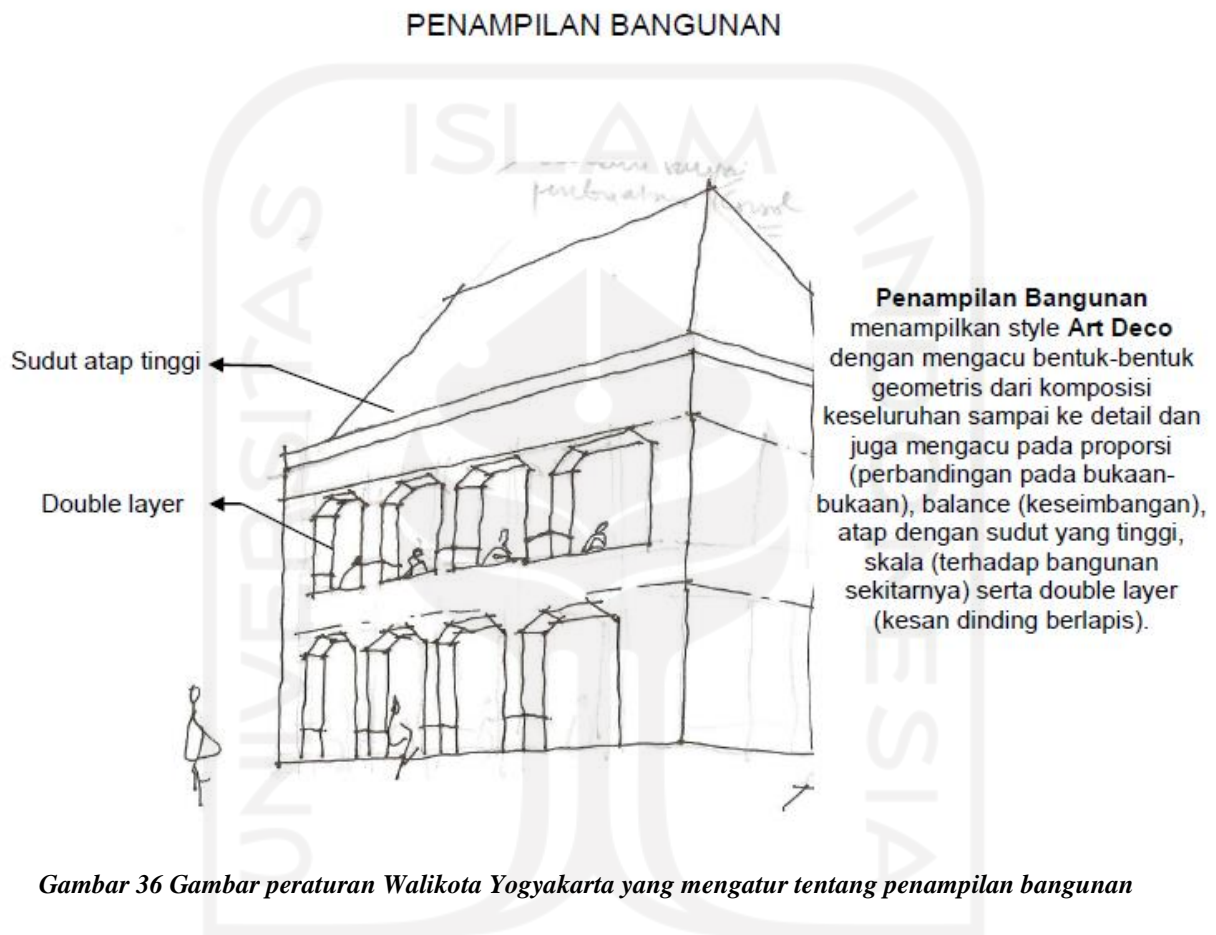 PENAMPILAN BANGUNAN
UNIVERSITAS
ISLAM
INDONESIA
Sudut atap tinggi
Double layer
Penampilan Bangunan
menampilkan style Art Deco
dengan mengacu bentuk-bentuk
geometris dari komposisi
keseluruhan sampai ke detail dan
juga mengacu pada proporsi
(perbandingan pada bukaan-
bukaan), balance (keseimbangan),
atap dengan sudut yang tinggi,
skala (terhadap bangunan
sekitarnya) serta double layer
(kesan dinding berlapis).
Gambar 36 Gambar peraturan Walikota Yogyakarta yang mengatur tentang penampilan bangunan